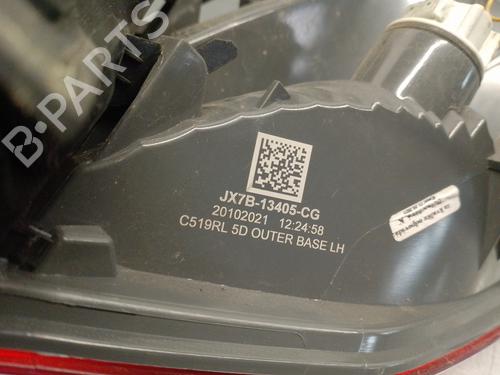 B-PARTS
JX7B-13405-CG
20102021 12:24:58
C519RL 5D OUTER BASE LH